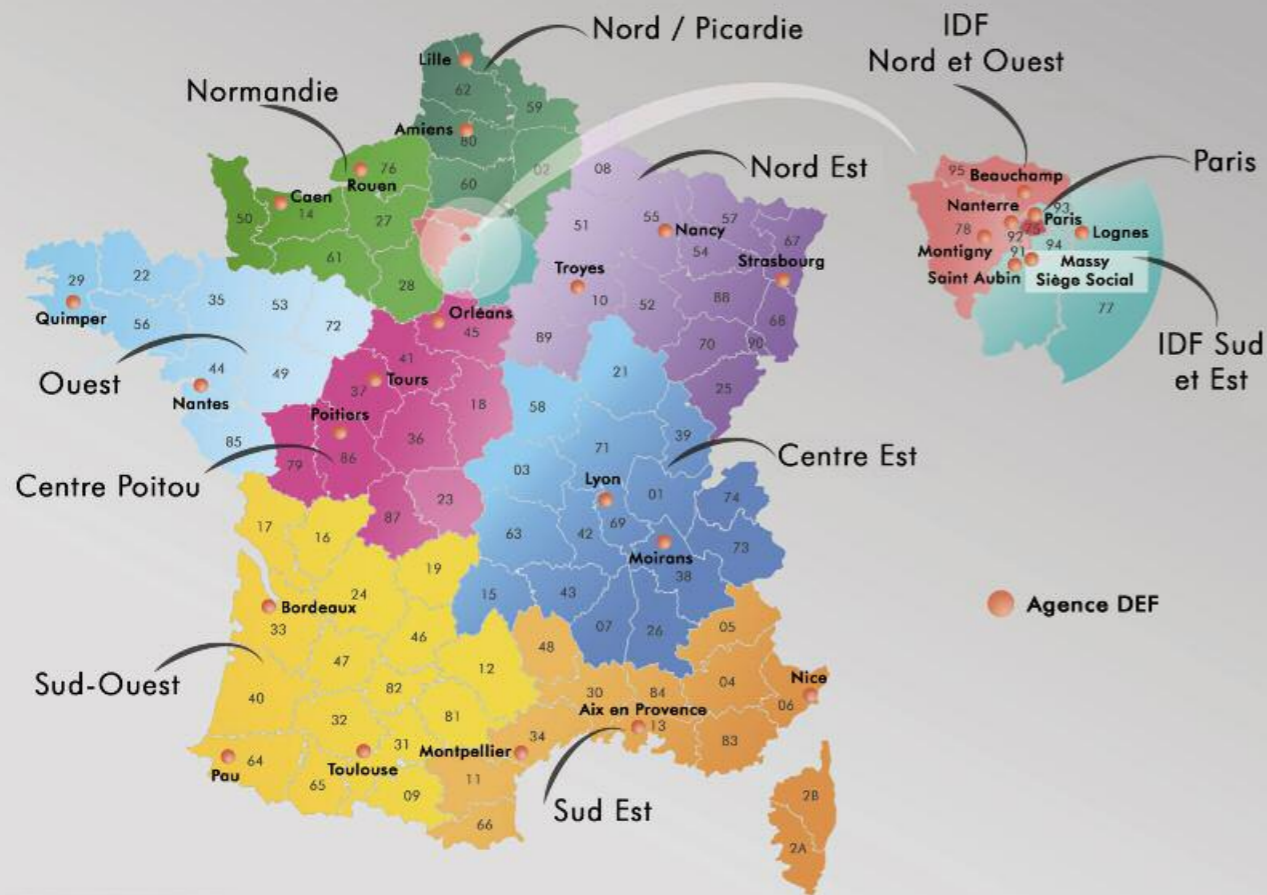 IDF
Nord et Ouest
Nord / Picardie
Normandie
Nord Est
Paris
Ouest
IDF Sud
et Est
Centre Poitou
Centre Est
Sud-Ouest
Sud Est
Agence DEF
Lille
62
59
Amiens
80
02
60
76
Rouen
Caen
14
50
27
61
28
08
51
55
57
Nancy
54
67
Strasbourg
Troyes
10
52
88
68
89
70
90
25
29
22
Quimper
35
53
56
72
44
49
Nantes
85
Orléans
45
41
Tours
37
18
Poitiers
36
86
79
23
87
21
58
39
71
03
Lyon
01
74
69
42
63
73
Moirans
38
15
43
07
26
17
16
19
24
Bordeaux
33
46
47
12
82
40
81
32
31
64
Pau
Toulouse
65
09
48
05
30
84
04
Nice
06
Aix en Provence
13
83
34
Montpellier
11
66
2B
2A
95
Beauchamp
93
Nanterre
Paris
75
78
92
Lognes
94
Montigny
91
Massy
Siège Social
Saint Aubin
77